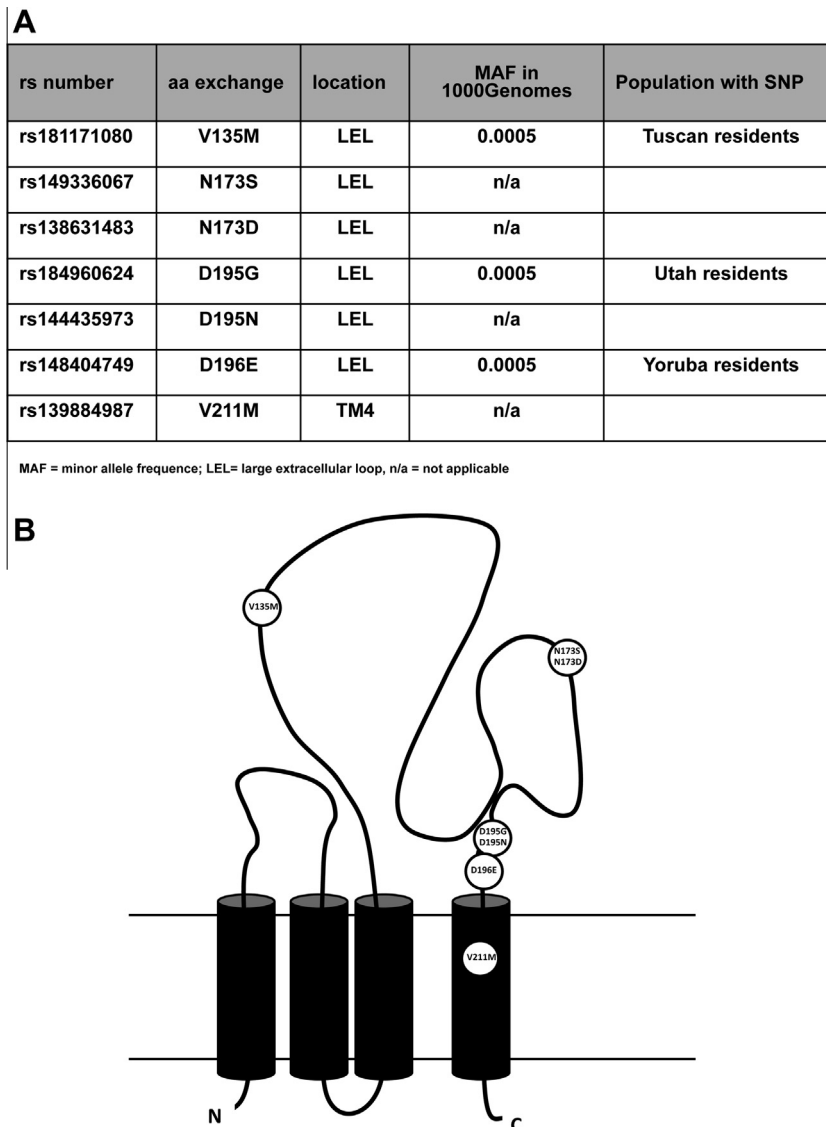 A
rs number aa exchange location MAF in 1000Genomes Population with SNP
rs181171080 V135M LEL 0.0005 Tuscan residents
rs149336067 N173S LEL n/a
rs138631483 N173D LEL n/a
rs184960624 D195G LEL 0.0005 Utah residents
rs144435973 D195N LEL n/a
rs148404749 D196E LEL 0.0005 Yoruba residents
rs139884987 V211M TM4 n/a
MAF = minor allele frequence; LEL= large extracellular loop, n/a = not applicable
B
V135M
N173S
N173D
D195G
D195N
D196E
V211M
N
C